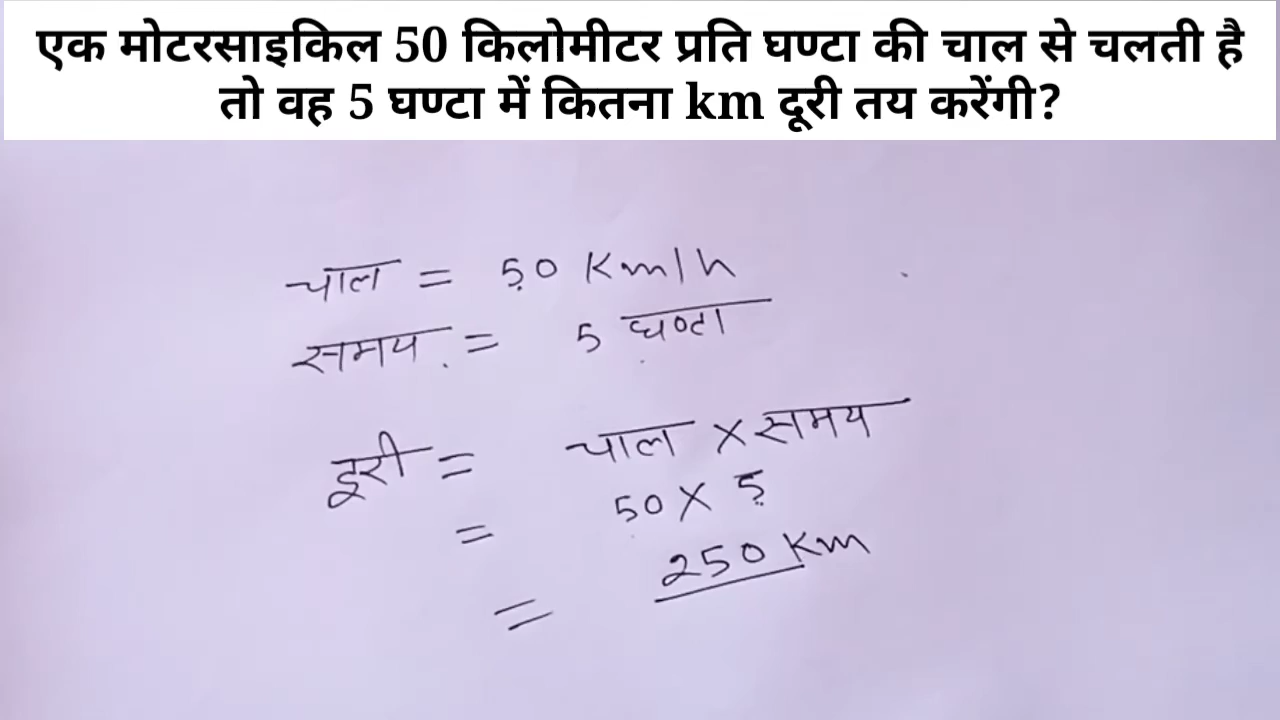 एक मोटरसाइकिल 50 किलोमीटर प्रति घण्टा की चाल से चलती है
तो वह 5 घण्टा में कितना km दूरी तय करेंगी?
चाल = 50 Km/h
समय = 5 घण्टा
दूरी = चाल × समय
= 50 × 5
= 250 Km